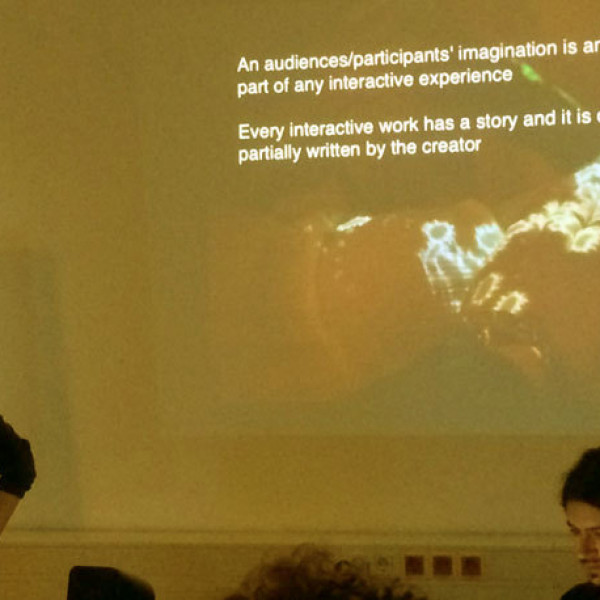 An audiences/participants' imagination is
part of any interactive experience
Every interactive work has a story and it is
partially written by the creator